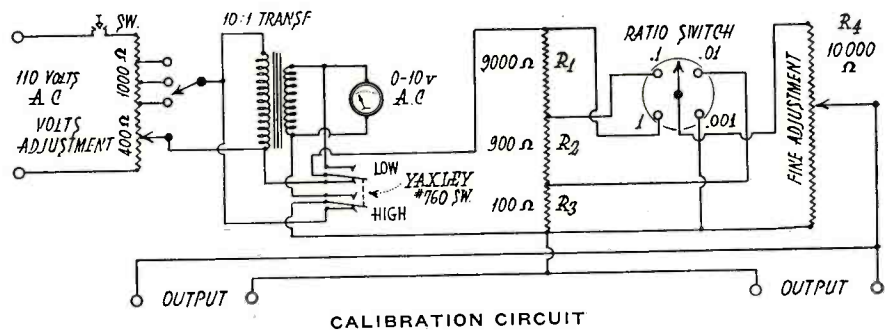 SW.
10:1 TRANSF
110 VOLTS
A.C
VOLTS
ADJUSTMENT
1000 Ω
400 Ω
0-10 V
A.C
LOW
YAXLEY
#760 SW.
HIGH
9000 Ω
R1
900 Ω
R2
100 Ω
R3
RATIO SWITCH
.1
.01
1
.001
R4
10 000
Ω
FINE ADJUSTMENT
OUTPUT
OUTPUT
CALIBRATION CIRCUIT